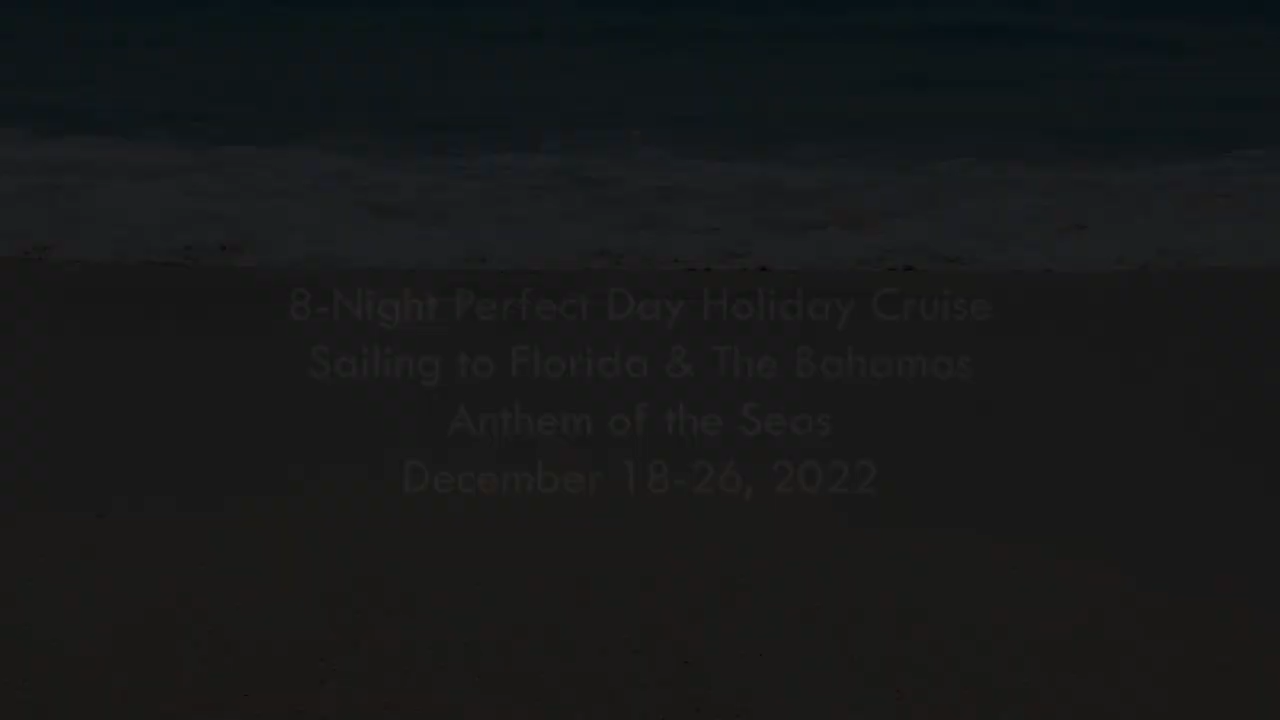 8-Night Perfect Day Holiday Cruise
Sailing to Florida & The Bahamas
Anthem of the Seas
December 18-26, 2022